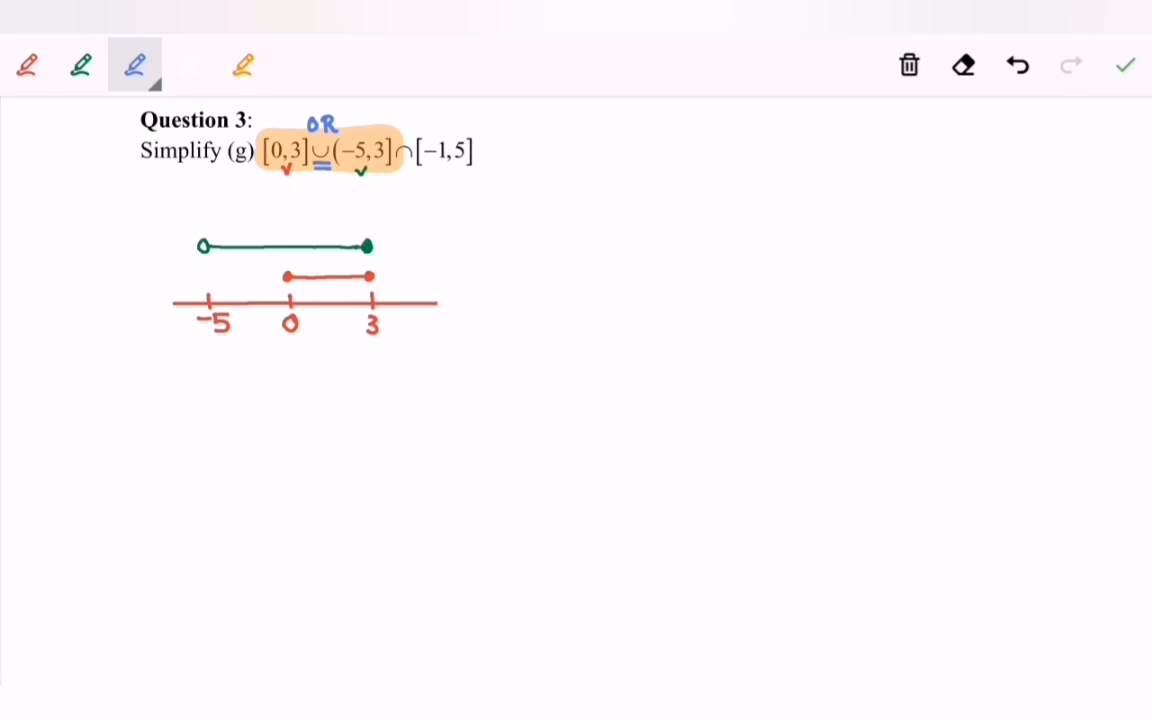 Question 3:
OR
Simplify (g) [0,3]∪(−5,3]∩[−1,5]
-5 0 3